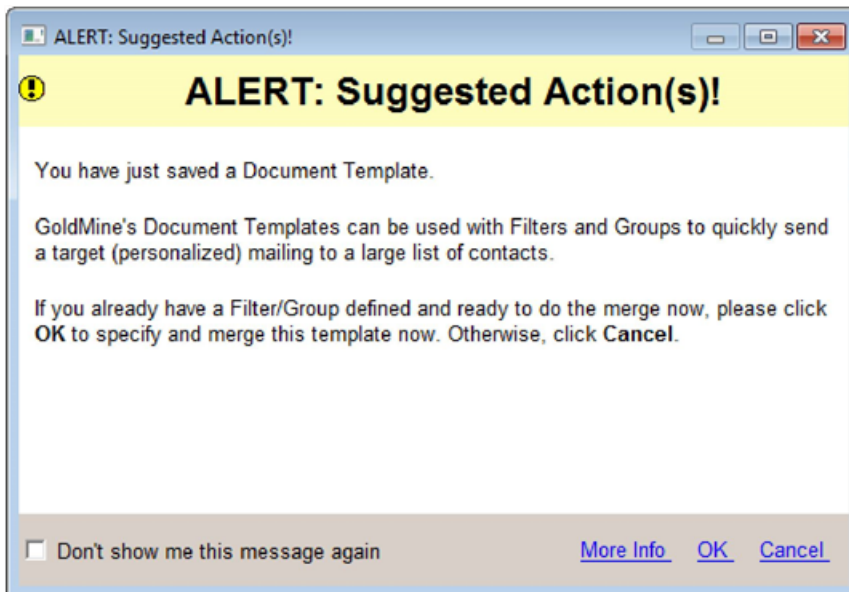 ALERT: Suggested Action(s)!
ALERT: Suggested Action(s)!
You have just saved a Document Template.
GoldMine's Document Templates can be used with Filters and Groups to quickly send
a target (personalized) mailing to a large list of contacts.
If you already have a Filter/Group defined and ready to do the merge now, please click
OK to specify and merge this template now. Otherwise, click Cancel.
Don't show me this message again
More Info OK Cancel